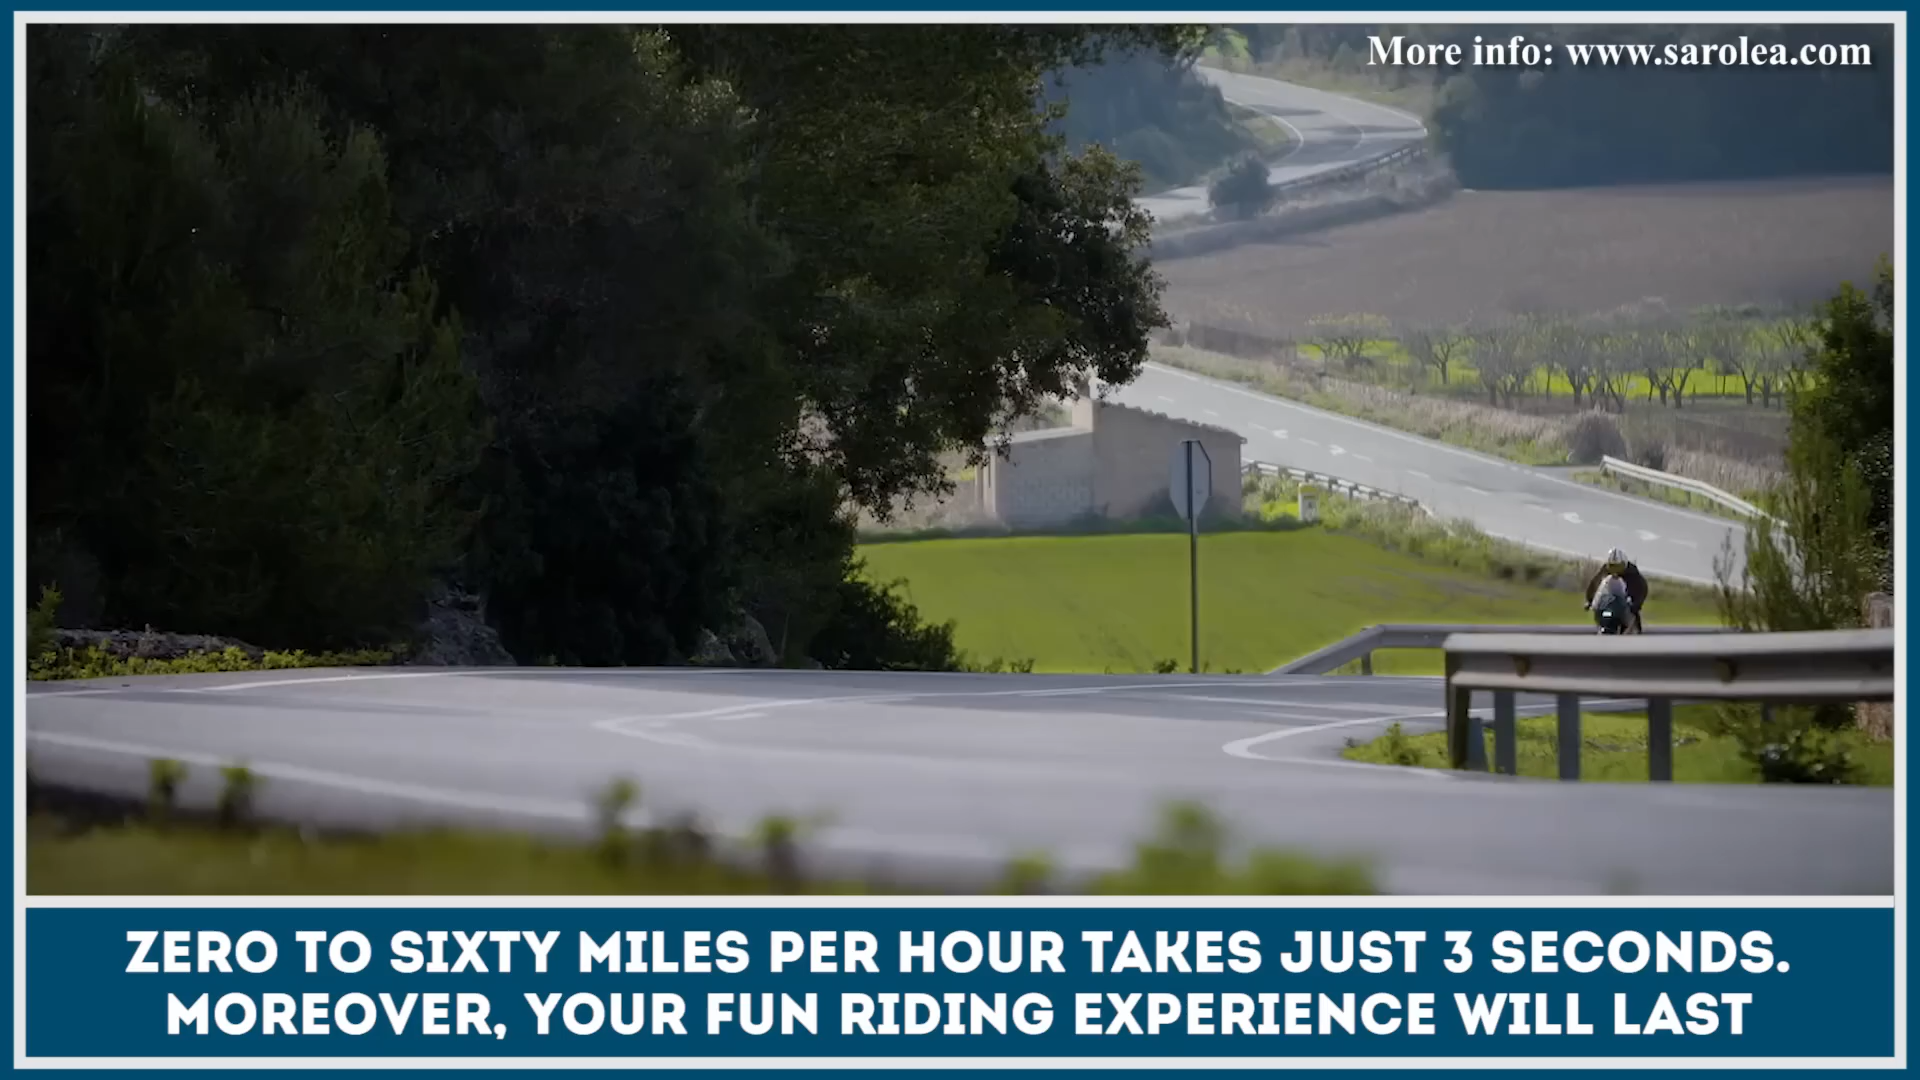 More info: www.sarolea.com
ZERO TO SIXTY MILES PER HOUR TAKES JUST 3 SECONDS.
MOREOVER, YOUR FUN RIDING EXPERIENCE WILL LAST